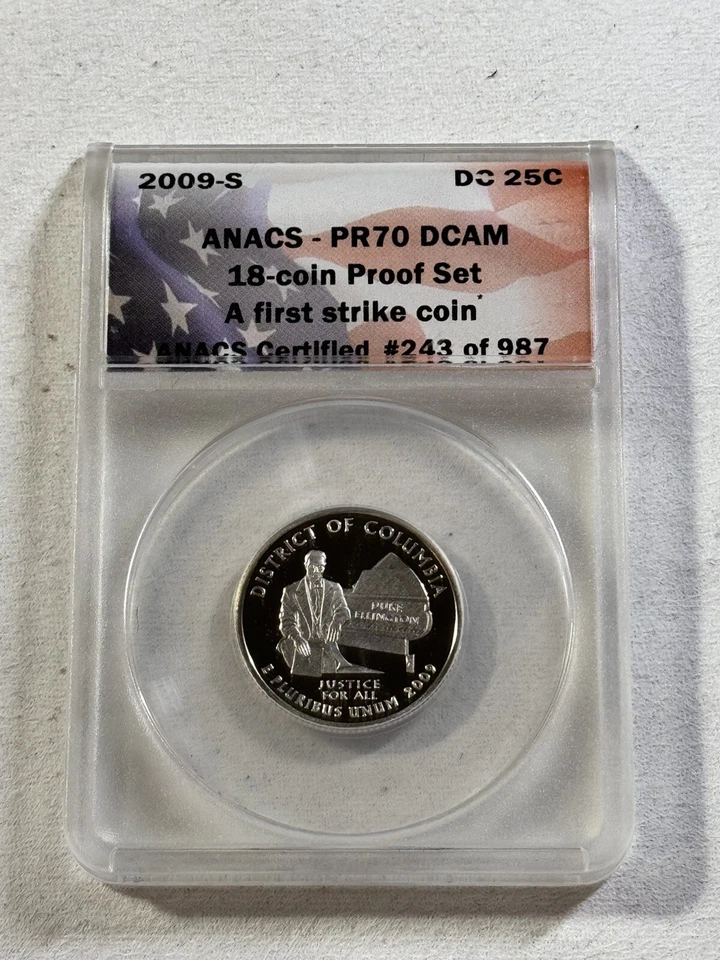 2009-S DC 25C
ANACS - PR70 DCAM
18-coin Proof Set
A first strike coin*
ANACS Certified #243 of 987
DISTRICT OF COLUMBIA
DUKE
ELLINGTON
JUSTICE
FOR ALL
E PLURIBUS UNUM 2009